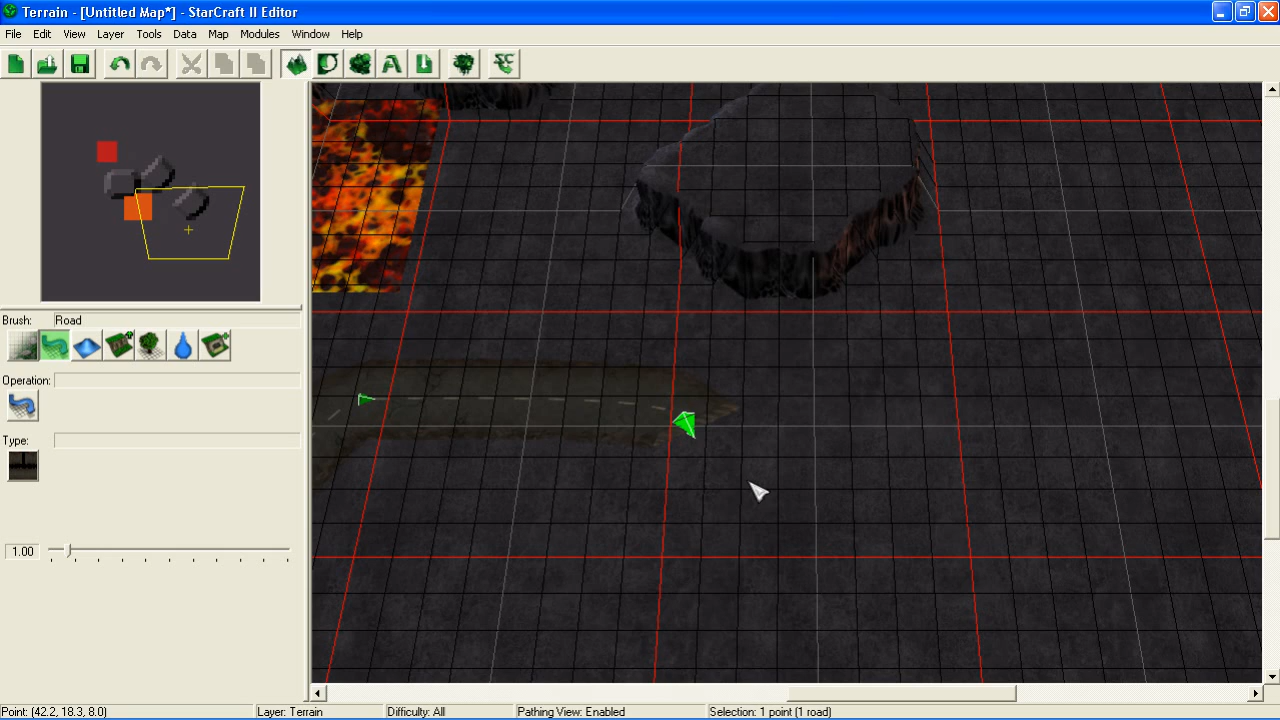 Terrain - [Untitled Map*] - StarCraft II Editor
File Edit View Layer Tools Data Map Modules Window Help
Brush: Road
Operation:
Type:
1.00
Point: (42.2, 18.3, 8.0) Layer: Terrain Difficulty: All Pathing View: Enabled Selection: 1 point (1 road)